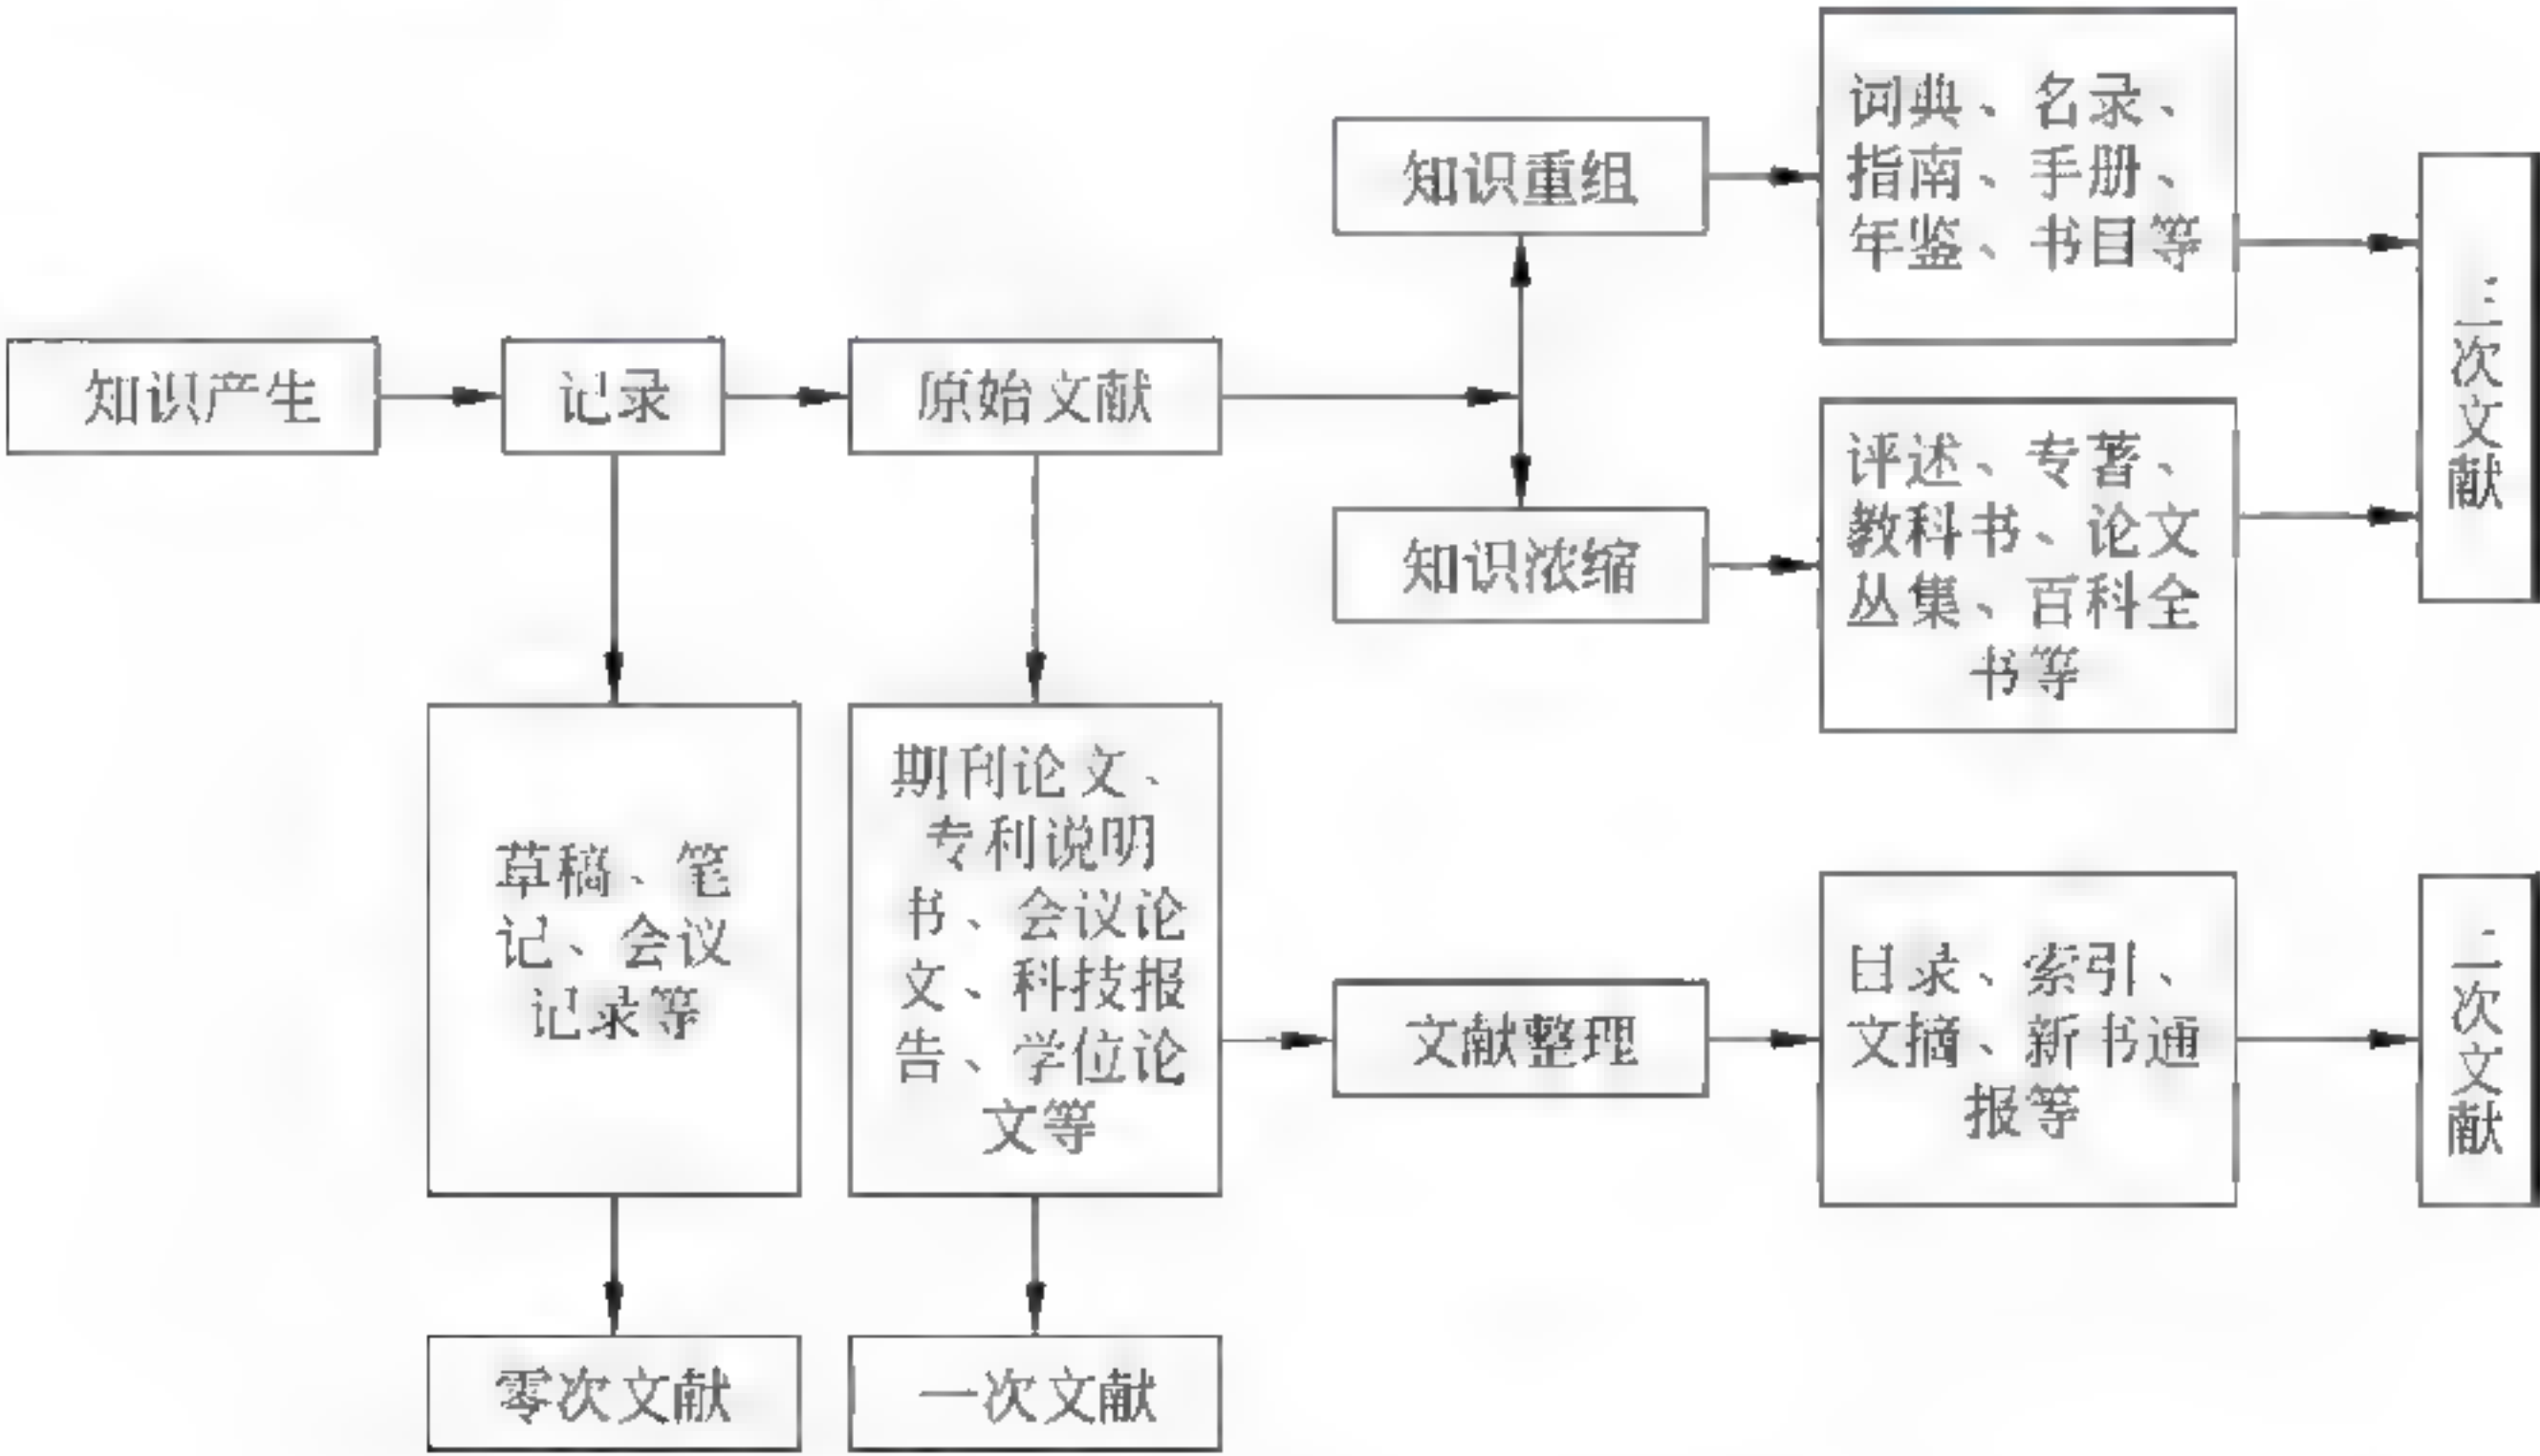 知识产生
记录
原始文献
知识重组
词典、名录、
指南、手册、
年鉴、书目等
三次文献
知识浓缩
评述、专著、
教科书、论文
丛集、百科全
书等
草稿、笔
记、会议
记录等
期刊论文、
专利说明
书、会议论
文、科技报
告、学位论
文等
文献整理
目录、索引、
文摘、新书通
报等
二次文献
零次文献
一次文献